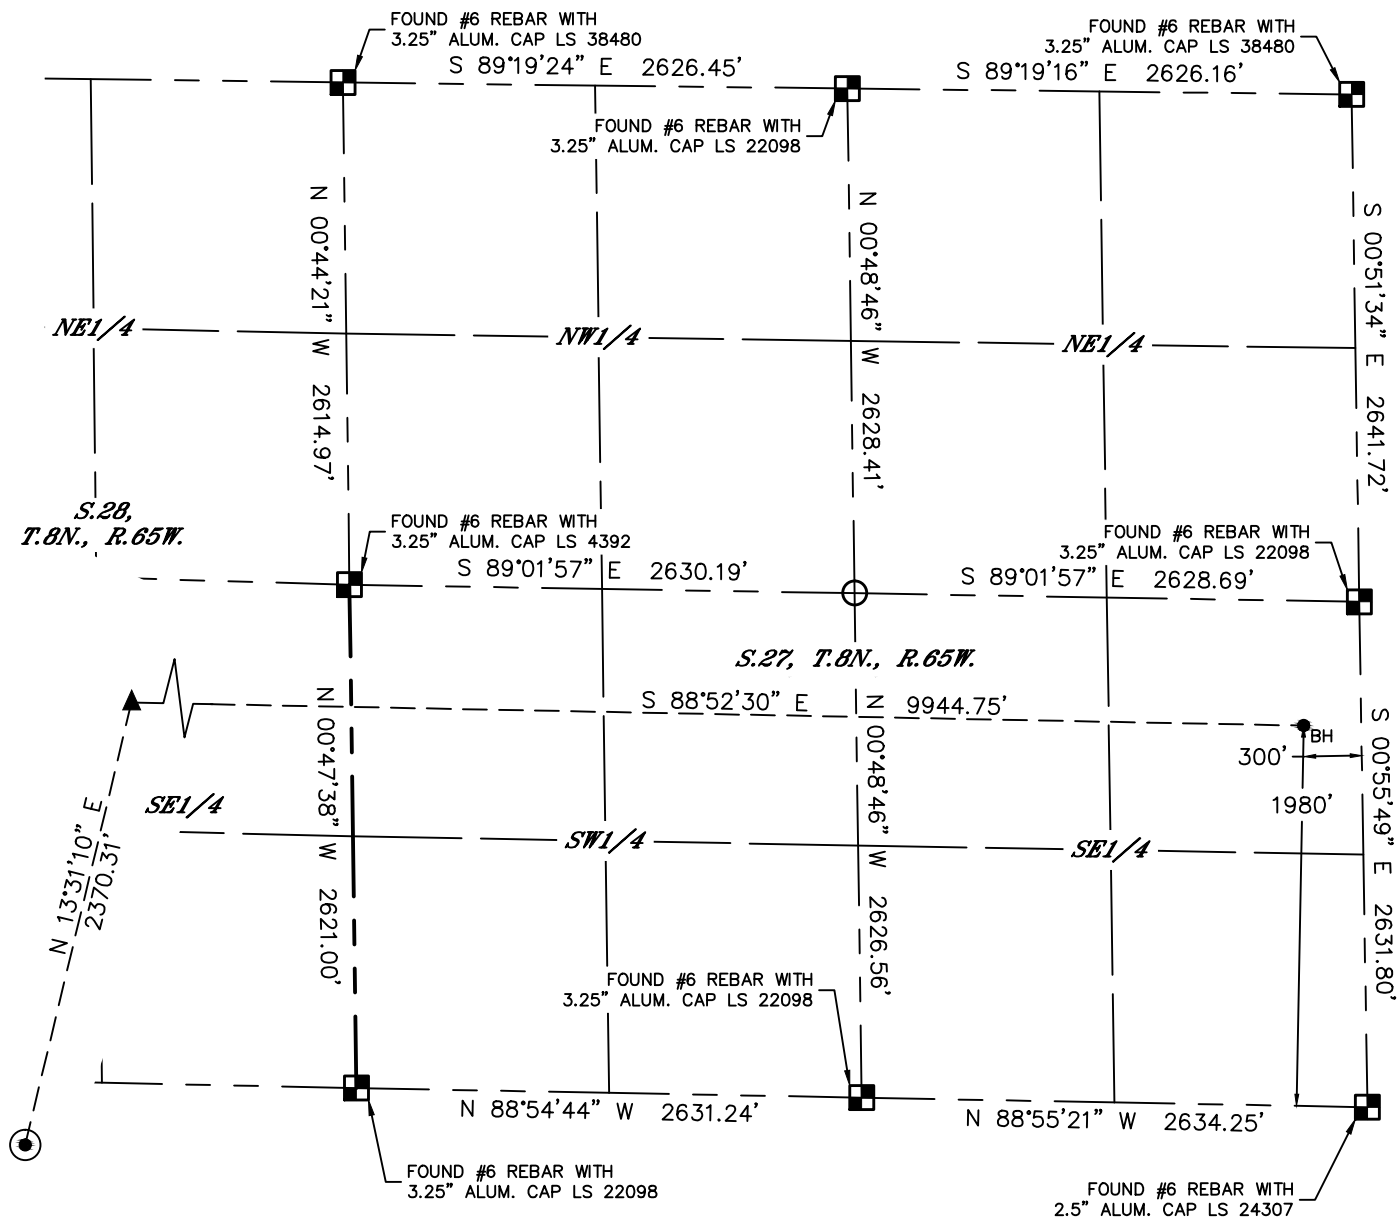 FOUND #6 REBAR WITH
3.25" ALUM. CAP LS 38480
S 89°19'24" E 2626.45'
FOUND #6 REBAR WITH
3.25" ALUM. CAP LS 38480
S 89°19'16" E 2626.16'
FOUND #6 REBAR WITH
3.25" ALUM. CAP LS 22098
N 00°44'21" W 2614.97'
N 00°48'46" W 2628.41'
S 00°51'34" E 2641.72'
NE1/4
NW1/4
NE1/4
S.28,
T.8N., R.65W.
FOUND #6 REBAR WITH
3.25" ALUM. CAP LS 4392
S 89°01'57" E 2630.19'
FOUND #6 REBAR WITH
3.25" ALUM. CAP LS 22098
S 89°01'57" E 2628.69'
S.27, T.8N., R.65W.
S 88°52'30" E 9944.75'
BH
300'
1980'
N 00°47'38" W 2621.00'
N 00°48'46" W 2626.56'
S 00°55'49" E 2631.80'
N 13°31'10" E
2370.31'
SE1/4
SW1/4
SE1/4
FOUND #6 REBAR WITH
3.25" ALUM. CAP LS 22098
N 88°54'44" W 2631.24'
N 88°55'21" W 2634.25'
FOUND #6 REBAR WITH
3.25" ALUM. CAP LS 22098
FOUND #6 REBAR WITH
2.5" ALUM. CAP LS 24307